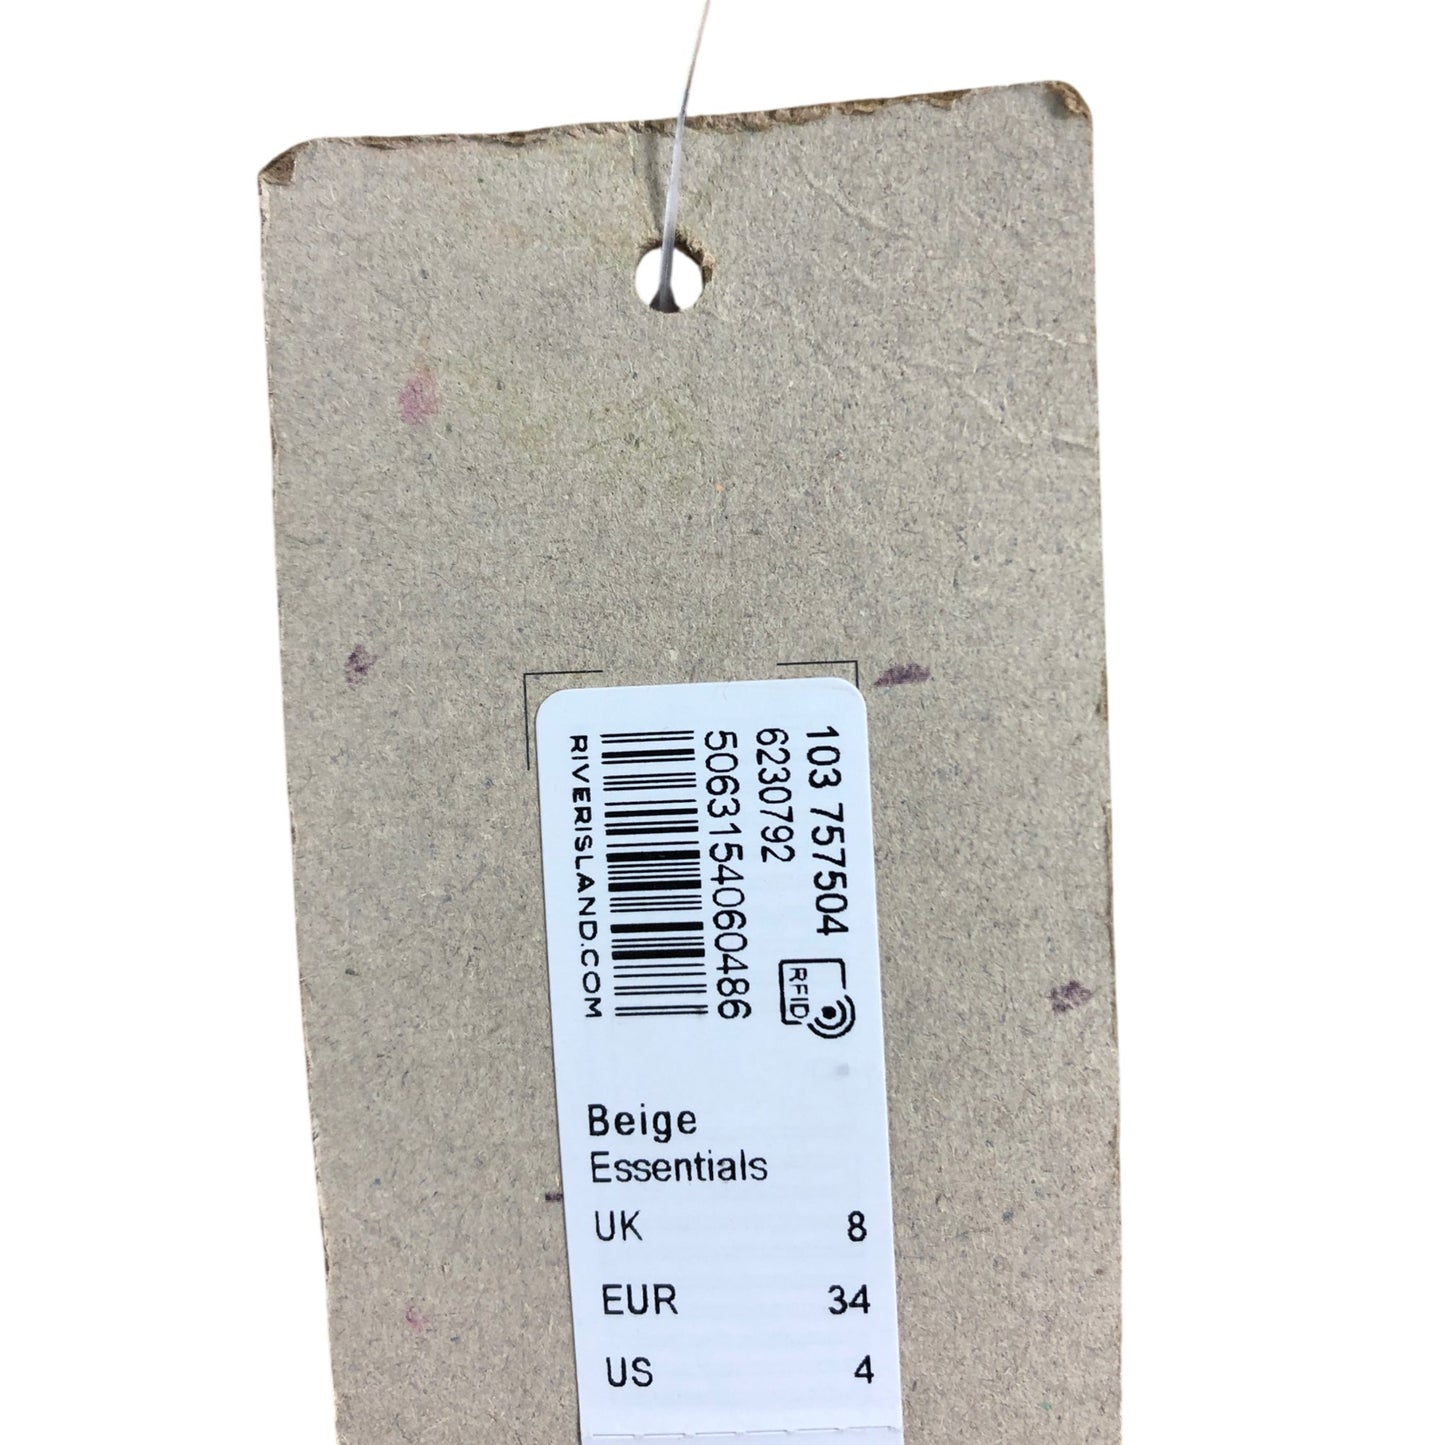 103 757504
6230792
5063154060486
RIVERISLAND.COM
RFID
Beige
Essentials
UK 8
EUR 34
US 4